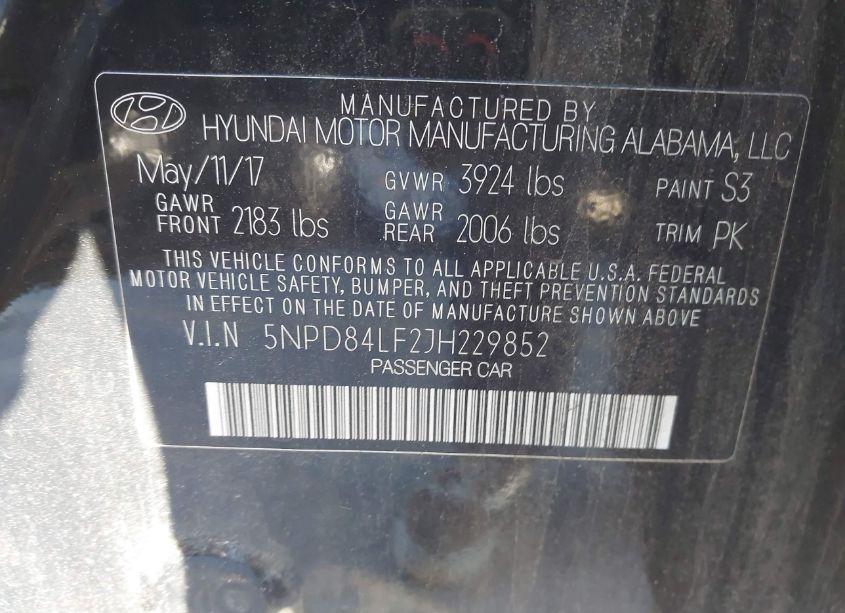 MANUFACTURED BY
HYUNDAI MOTOR MANUFACTURING ALABAMA, LLC
May/11/17 GVWR 3924 lbs PAINT S3
GAWR FRONT 2183 lbs GAWR REAR 2006 lbs TRIM PK
THIS VEHICLE CONFORMS TO ALL APPLICABLE U.S.A. FEDERAL
MOTOR VEHICLE SAFETY, BUMPER, AND THEFT PREVENTION STANDARDS
IN EFFECT ON THE DATE OF MANUFACTURE SHOWN ABOVE
V.I.N 5NPD84LF2JH229852
PASSENGER CAR